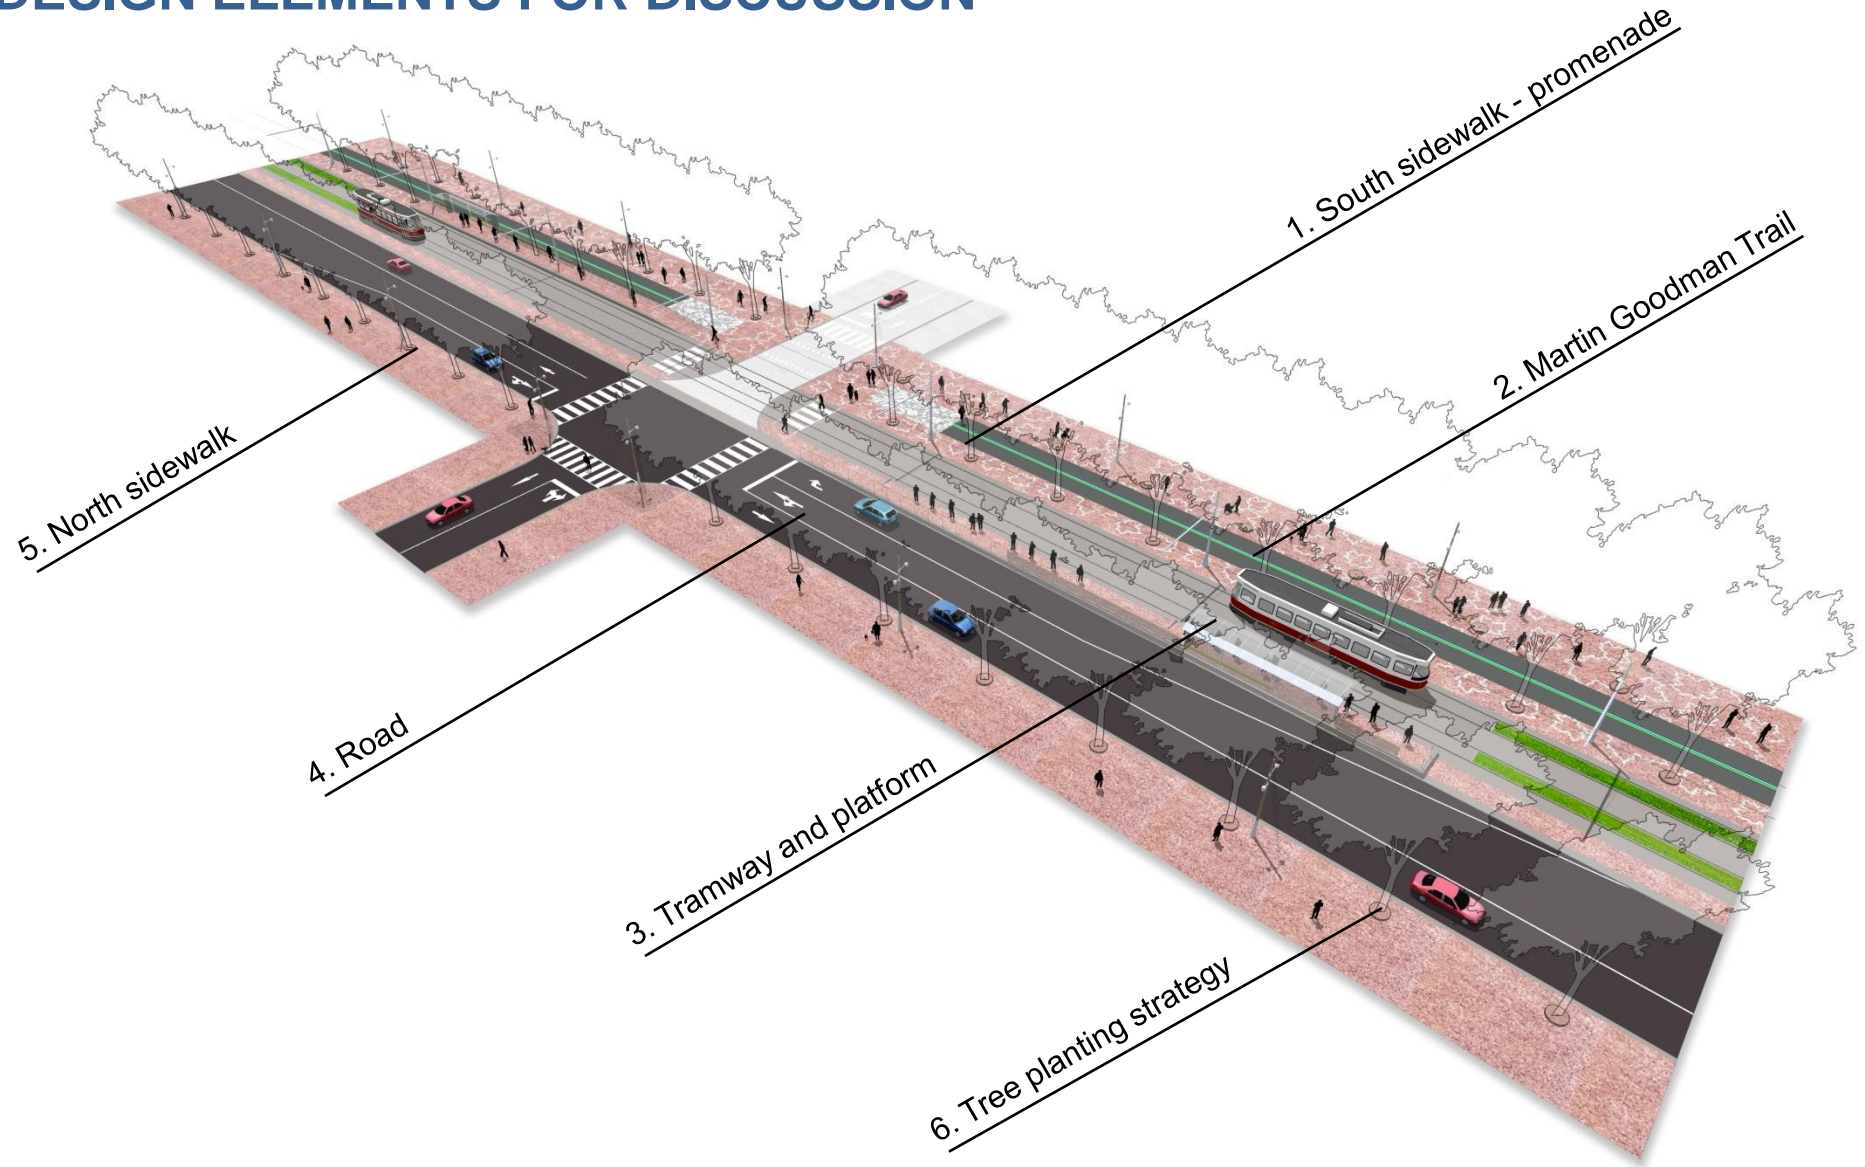 DESIGN ELEMENTS FOR DISCUSSION
1. South sidewalk - promenade
2. Martin Goodman Trail
5. North sidewalk
4. Road
3. Tramway and platform
6. Tree planting strategy